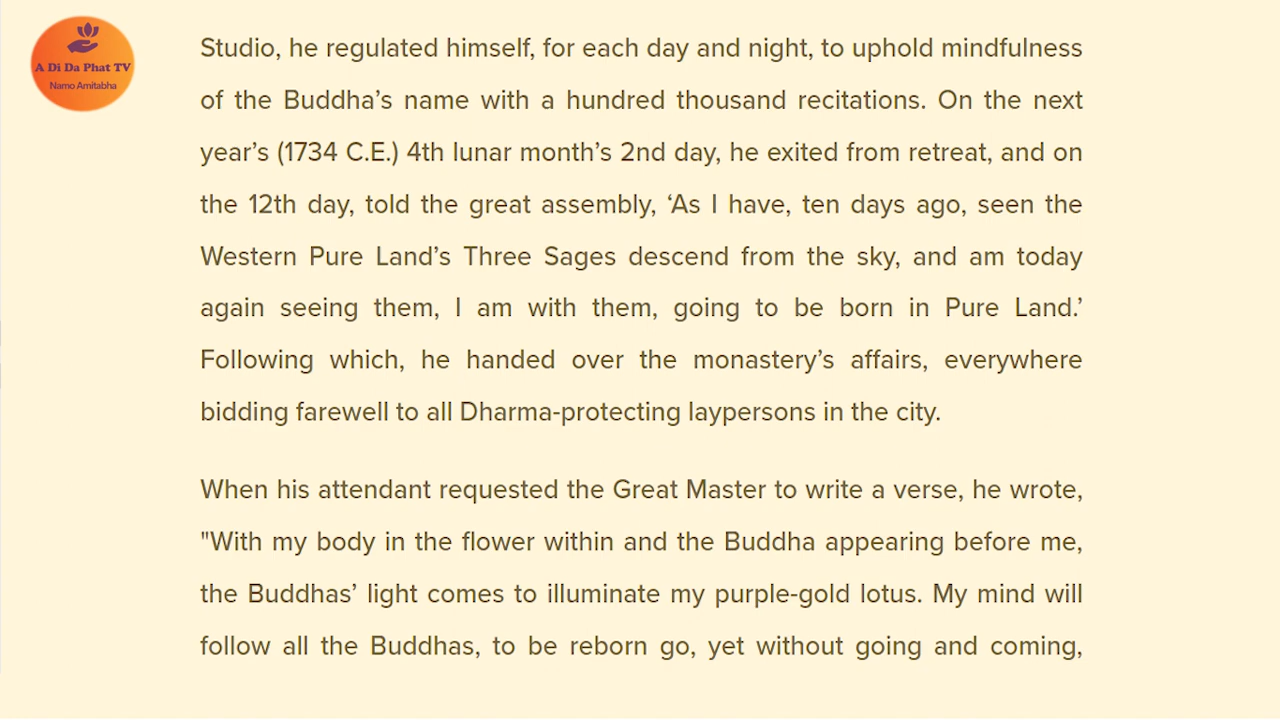 A Di Da Phat TV
Namo Amitabha
Studio, he regulated himself, for each day and night, to uphold mindfulness
of the Buddha’s name with a hundred thousand recitations. On the next
year’s (1734 C.E.) 4th lunar month’s 2nd day, he exited from retreat, and on
the 12th day, told the great assembly, ‘As I have, ten days ago, seen the
Western Pure Land’s Three Sages descend from the sky, and am today
again seeing them, I am with them, going to be born in Pure Land.’
Following which, he handed over the monastery’s affairs, everywhere
bidding farewell to all Dharma-protecting laypersons in the city.
When his attendant requested the Great Master to write a verse, he wrote,
"With my body in the flower within and the Buddha appearing before me,
the Buddhas’ light comes to illuminate my purple-gold lotus. My mind will
follow all the Buddhas, to be reborn go, yet without going and coming,